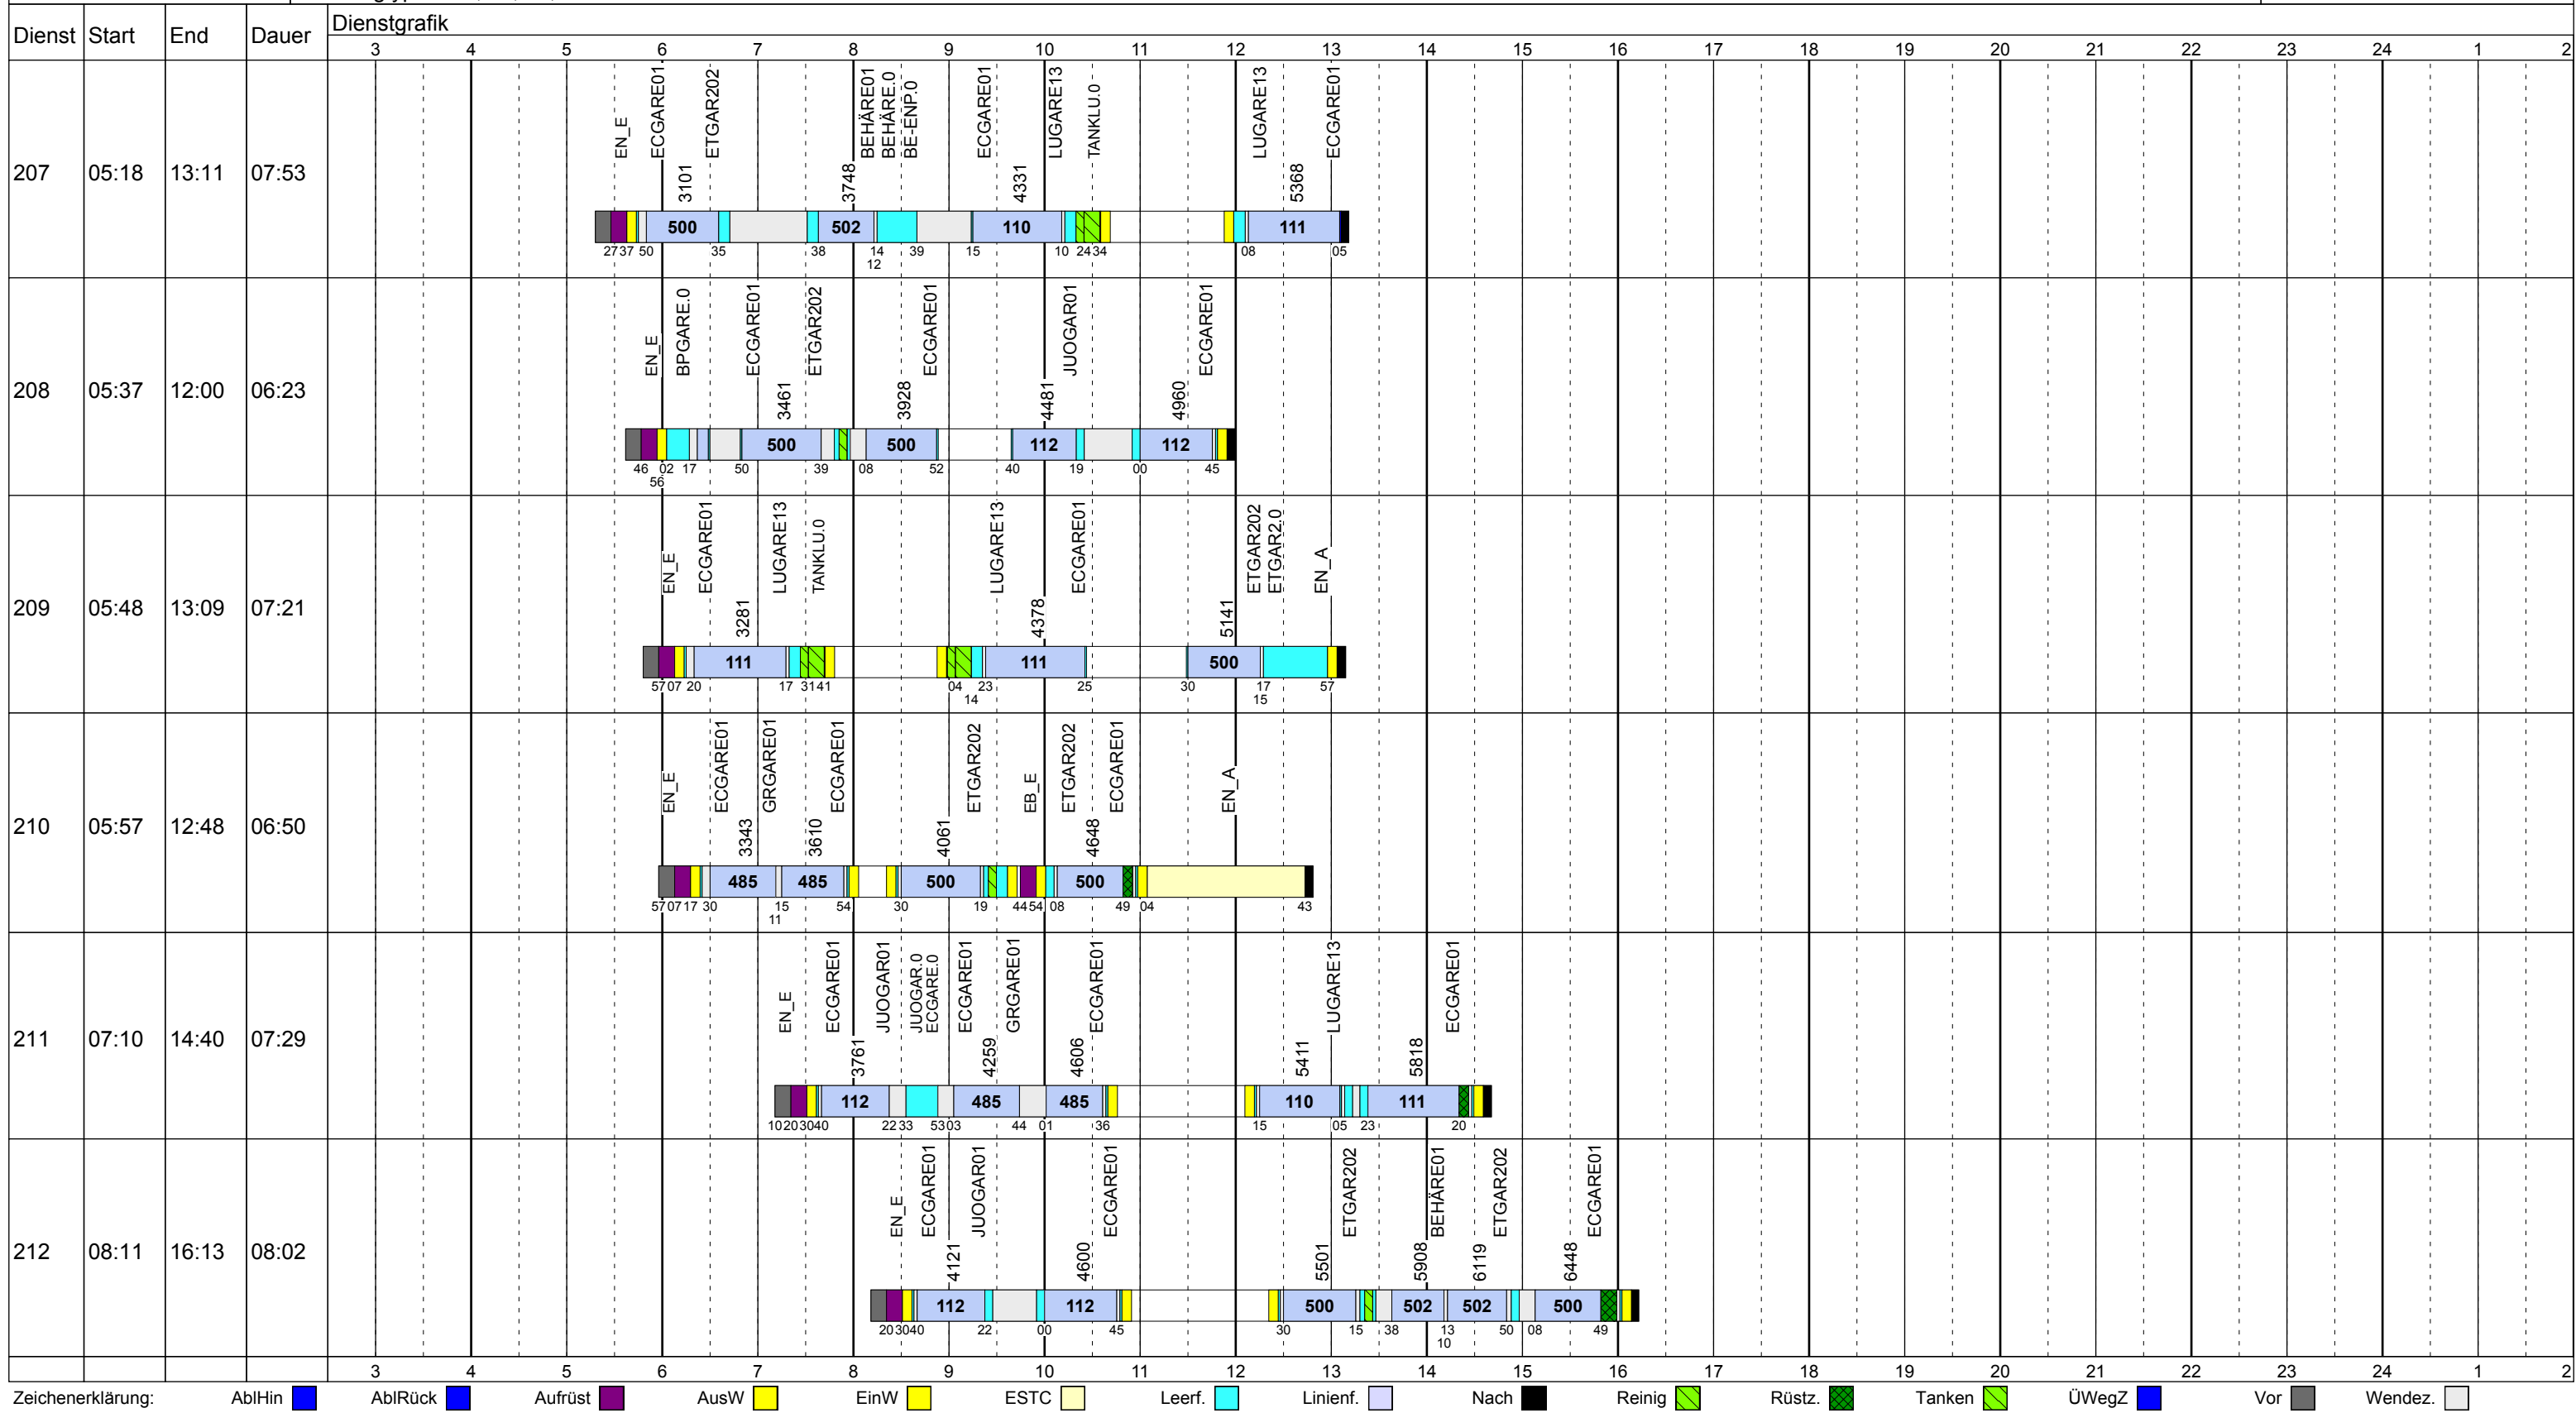 Dienst Start End Dauer Dienstgrafik
3 4 5 6 7 8 9 10 11 12 13 14 15 16 17 18 19 20 21 22 23 24 1 2
EN_E ECGARE01 ETGAR202 BEHÄRE01 BEHÄRE.0 BE-ENP.0 ECGARE01 LUGARE13 TANKLU.0 LUGARE13 ECGARE01
3101 3748 4331 5368
207 05:18 13:11 07:53
500 502 110 111
27 37 50 35 38 14 39 15 10 24 34 08 05
12
EN_E BPGARE.0 ECGARE01 ETGAR202 ECGARE01 JUOGAR01 ECGARE01
3461 3928 4481 4960
208 05:37 12:00 06:23
500 500 112 112
46 02 17 50 39 08 52 40 19 00 45
56
EN_E ECGARE01 LUGARE13 TANKLU.0 LUGARE13 ECGARE01 ETGAR202 ETGAR2.0 EN_A
3281 4378 5141
209 05:48 13:09 07:21
111 111 500
57 07 20 17 31 41 04 23 25 30 17 57
14 15
EN_E ECGARE01 GRGARE01 ECGARE01 ETGAR202 EB_E ETGAR202 ECGARE01 EN_A
3343 3610 4061 4648
210 05:57 12:48 06:50
485 485 500 500
57 07 17 30 15 54 30 19 44 54 08 49 04 43
11
EN_E ECGARE01 JUOGAR01 JUOGAR.0 ECGARE.0 ECGARE01 GRGARE01 ECGARE01 LUGARE13 ECGARE01
3761 4259 4606 5411 5818
211 07:10 14:40 07:29
112 485 485 110 111
10 20 30 40 22 33 53 03 44 01 36 15 05 23 20
EN_E ECGARE01 JUOGAR01 ECGARE01 ETGAR202 BEHÄRE01 ETGAR202 ECGARE01
4121 4600 5501 5908 6119 6448
212 08:11 16:13 08:02
112 112 500 502 502 500
20 30 40 22 00 45 30 15 38 13 50 08 49
10
3 4 5 6 7 8 9 10 11 12 13 14 15 16 17 18 19 20 21 22 23 24 1 2
Zeichenerklärung: AblHin AblRück Aufrüst AusW EinW ESTC Leerf. Linienf. Nach Reinig Rüstz. Tanken ÜWegZ Vor Wendez.